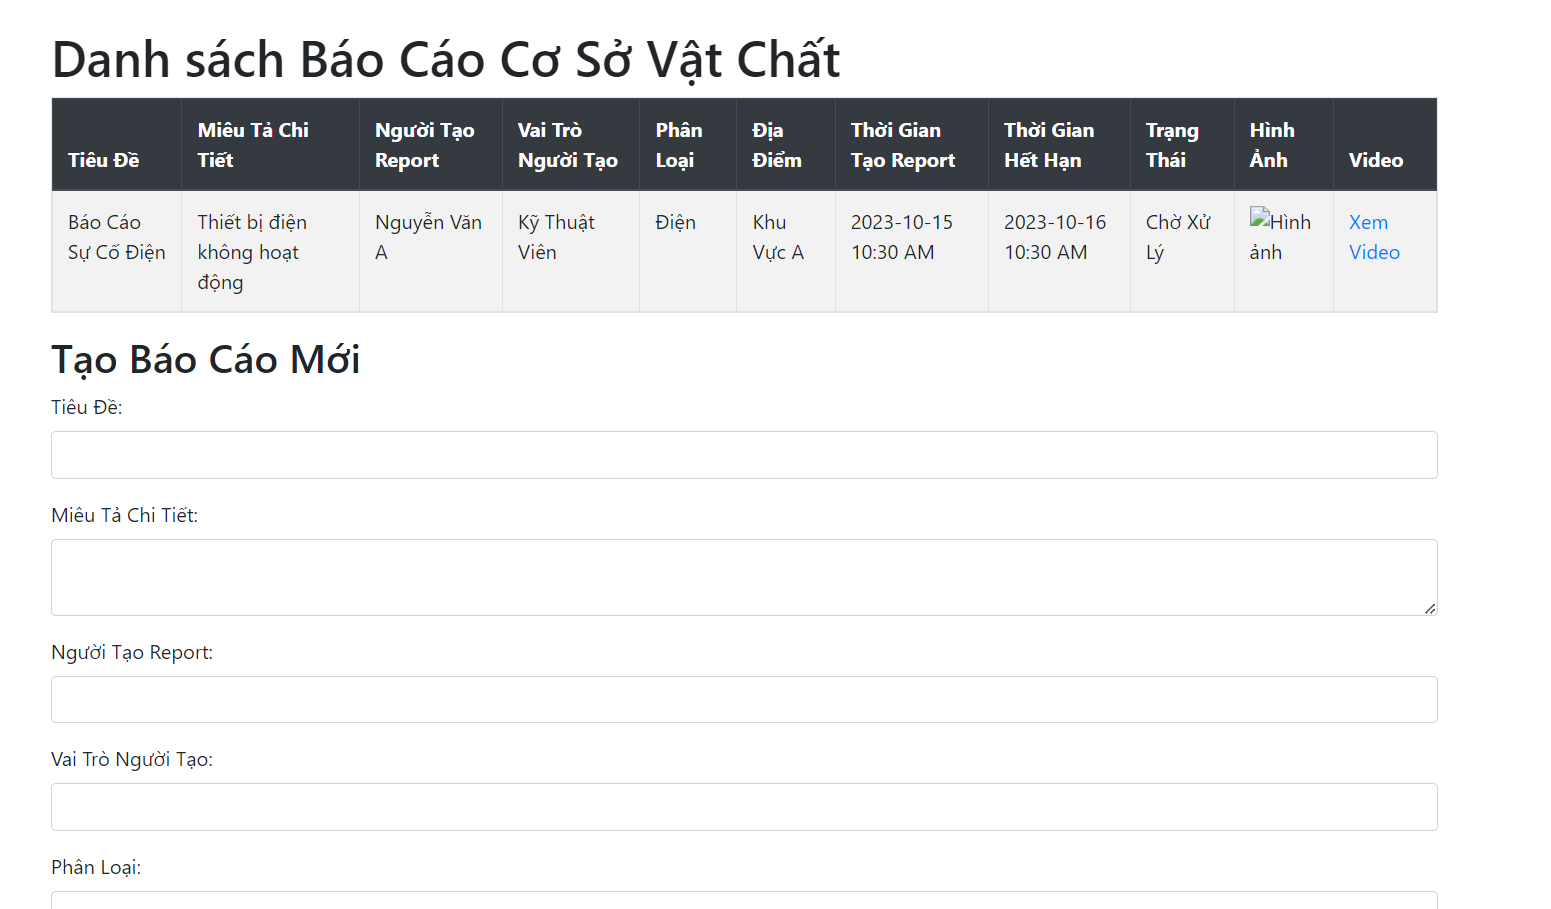 Danh sách Báo Cáo Cơ Sở Vật Chất
Tiêu Đề
Miêu Tả Chi
Tiết
Người Tạo
Report
Vai Trò
Người Tạo
Phân
Loại
Địa
Điểm
Thời Gian
Tạo Report
Thời Gian
Hết Hạn
Trạng
Thái
Hình
Ảnh
Video
Báo Cáo
Sự Cố Điện
Thiết bị điện
không hoạt
động
Nguyễn Văn
A
Kỹ Thuật
Viên
Điện
Khu
Vực A
2023-10-15
10:30 AM
2023-10-16
10:30 AM
Chờ Xử
Lý
Hình
ảnh
Xem
Video
Tạo Báo Cáo Mới
Tiêu Đề:
Miêu Tả Chi Tiết:
Người Tạo Report:
Vai Trò Người Tạo:
Phân Loại: